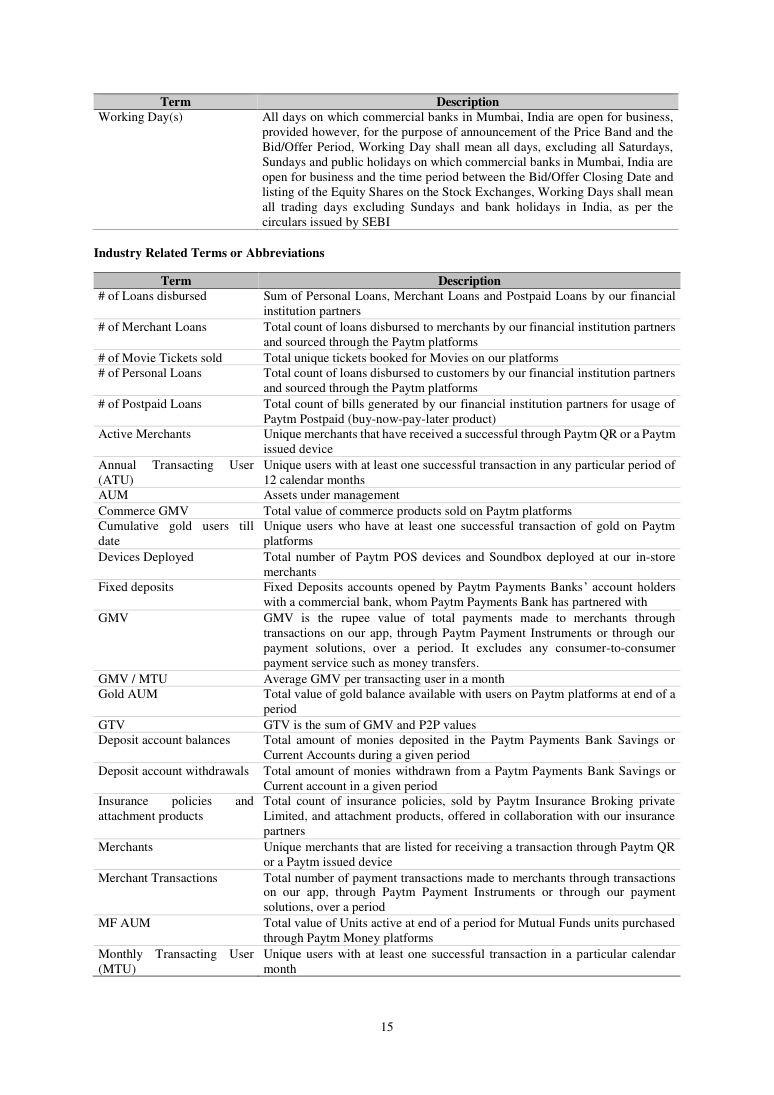 Term Description
Working Day(s) All days on which commercial banks in Mumbai, India are open for business,
provided however, for the purpose of announcement of the Price Band and the
Bid/Offer Period, Working Day shall mean all days, excluding all Saturdays,
Sundays and public holidays on which commercial banks in Mumbai, India are
open for business and the time period between the Bid/Offer Closing Date and
listing of the Equity Shares on the Stock Exchanges, Working Days shall mean
all trading days excluding Sundays and bank holidays in India, as per the
circulars issued by SEBI
Industry Related Terms or Abbreviations
Term Description
# of Loans disbursed Sum of Personal Loans, Merchant Loans and Postpaid Loans by our financial
institution partners
# of Merchant Loans Total count of loans disbursed to merchants by our financial institution partners
and sourced through the Paytm platforms
# of Movie Tickets sold Total unique tickets booked for Movies on our platforms
# of Personal Loans Total count of loans disbursed to customers by our financial institution partners
and sourced through the Paytm platforms
# of Postpaid Loans Total count of bills generated by our financial institution partners for usage of
Paytm Postpaid (buy-now-pay-later product)
Active Merchants Unique merchants that have received a successful through Paytm QR or a Paytm
issued device
Annual Transacting User Unique users with at least one successful transaction in any particular period of
(ATU) 12 calendar months
AUM Assets under management
Commerce GMV Total value of commerce products sold on Paytm platforms
Cumulative gold users till Unique users who have at least one successful transaction of gold on Paytm
date platforms
Devices Deployed Total number of Paytm POS devices and Soundbox deployed at our in-store
merchants
Fixed deposits Fixed Deposits accounts opened by Paytm Payments Banks’ account holders
with a commercial bank, whom Paytm Payments Bank has partnered with
GMV GMV is the rupee value of total payments made to merchants through
transactions on our app, through Paytm Payment Instruments or through our
payment solutions, over a period. It excludes any consumer-to-consumer
payment service such as money transfers.
GMV / MTU Average GMV per transacting user in a month
Gold AUM Total value of gold balance available with users on Paytm platforms at end of a
period
GTV GTV is the sum of GMV and P2P values
Deposit account balances Total amount of monies deposited in the Paytm Payments Bank Savings or
Current Accounts during a given period
Deposit account withdrawals Total amount of monies withdrawn from a Paytm Payments Bank Savings or
Current account in a given period
Insurance policies and Total count of insurance policies, sold by Paytm Insurance Broking private
attachment products Limited, and attachment products, offered in collaboration with our insurance
partners
Merchants Unique merchants that are listed for receiving a transaction through Paytm QR
or a Paytm issued device
Merchant Transactions Total number of payment transactions made to merchants through transactions
on our app, through Paytm Payment Instruments or through our payment
solutions, over a period
MF AUM Total value of Units active at end of a period for Mutual Funds units purchased
through Paytm Money platforms
Monthly Transacting User Unique users with at least one successful transaction in a particular calendar
(MTU) month
15